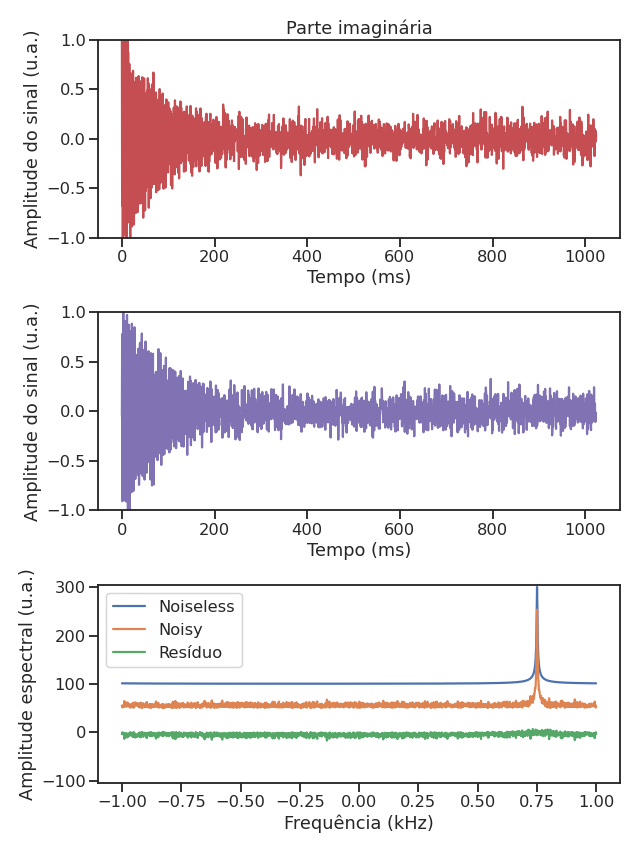 Parte imaginária
1.0
0.5
0.0
−0.5
−1.0
Amplitude do sinal (u.a.)
0 200 400 600 800 1000
Tempo (ms)
1.0
0.5
0.0
−0.5
−1.0
Amplitude do sinal (u.a.)
0 200 400 600 800 1000
Tempo (ms)
300
200
100
0
−100
Amplitude espectral (u.a.)
Noiseless
Noisy
Resíduo
−1.00 −0.75 −0.50 −0.25 0.00 0.25 0.50 0.75 1.00
Frequência (kHz)